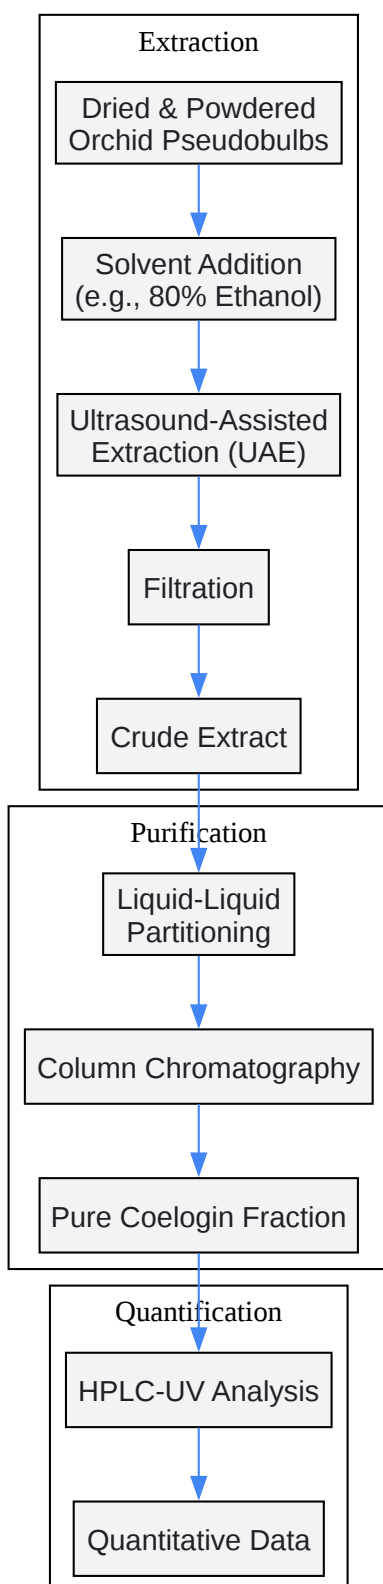 Extraction
Dried & Powdered
Orchid Pseudobulbs
Solvent Addition
(e.g., 80% Ethanol)
Ultrasound-Assisted
Extraction (UAE)
Filtration
Crude Extract
Purification
Liquid-Liquid
Partitioning
Column Chromatography
Pure Coelogin Fraction
Quantification
HPLC-UV Analysis
Quantitative Data